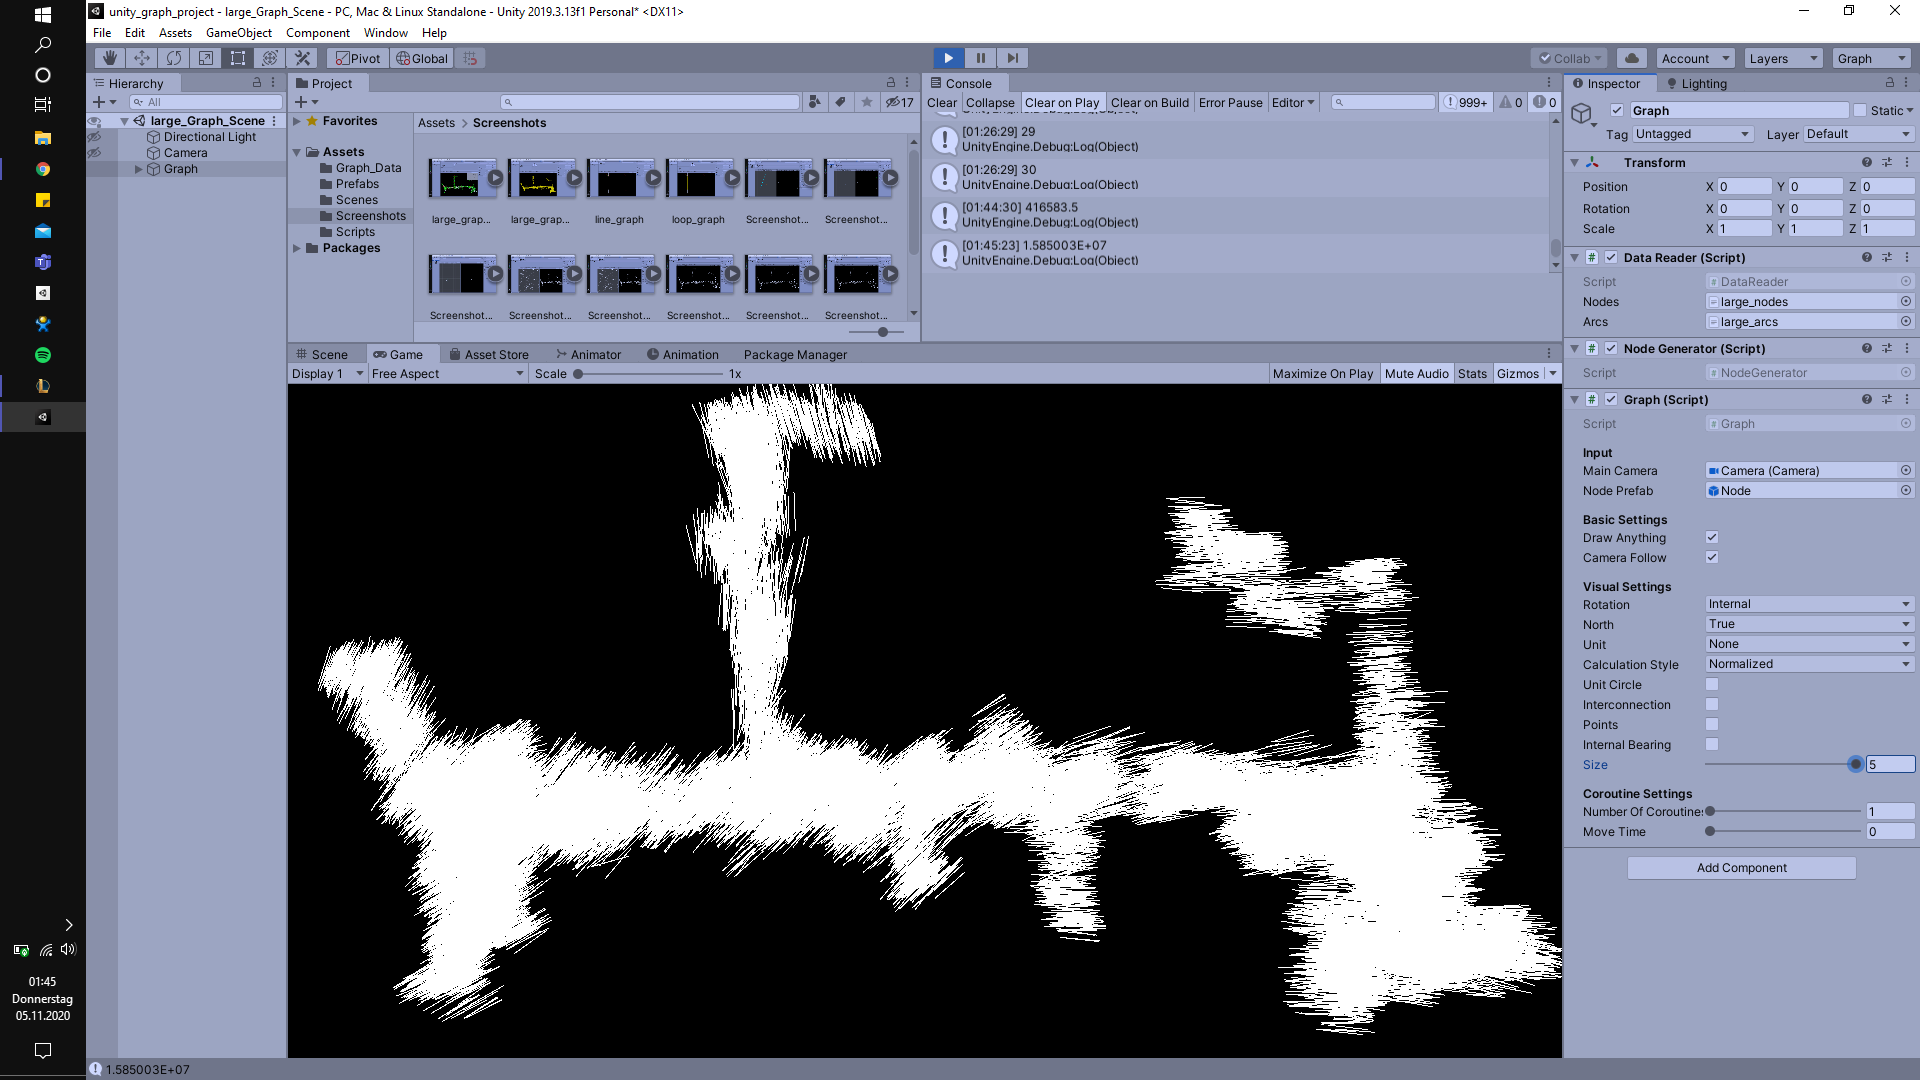 unity_graph_project - large_Graph_Scene - PC, Mac & Linux Standalone - Unity 2019.3.13f1 Personal* <DX11>
File Edit Assets GameObject Component Window Help
Pivot Global Collab Account Layers Graph
Hierarchy
All
large_Graph_Scene
Directional Light
Camera
Graph
Project
17
Favorites
Assets
Graph_Data
Prefabs
Scenes
Screenshots
Scripts
Packages
Assets > Screenshots
large_grap... large_grap... line_graph loop_graph Screenshot... Screenshot...
Screenshot... Screenshot... Screenshot... Screenshot... Screenshot... Screenshot...
Console
Clear Collapse Clear on Play Clear on Build Error Pause Editor 999+ 0 0
UnityEngine.Debug:Log(Object)
[01:26:29] 29
UnityEngine.Debug:Log(Object)
[01:26:29] 30
UnityEngine.Debug:Log(Object)
[01:44:30] 416583.5
UnityEngine.Debug:Log(Object)
[01:45:23] 1.585003E+07
UnityEngine.Debug:Log(Object)
Scene Game Asset Store Animator Animation Package Manager
Display 1 Free Aspect Scale 1x Maximize On Play Mute Audio Stats Gizmos
Inspector Lighting
Graph Static
Tag Untagged Layer Default
Transform
Position X 0 Y 0 Z 0
Rotation X 0 Y 0 Z 0
Scale X 1 Y 1 Z 1
Data Reader (Script)
Script DataReader
Nodes large_nodes
Arcs large_arcs
Node Generator (Script)
Script NodeGenerator
Graph (Script)
Script Graph
Input
Main Camera Camera (Camera)
Node Prefab Node
Basic Settings
Draw Anything
Camera Follow
Visual Settings
Rotation Internal
North True
Unit None
Calculation Style Normalized
Unit Circle
Interconnection
Points
Internal Bearing
Size 5
Coroutine Settings
Number Of Coroutines 1
Move Time 0
Add Component
01:45
Donnerstag
05.11.2020
1.585003E+07